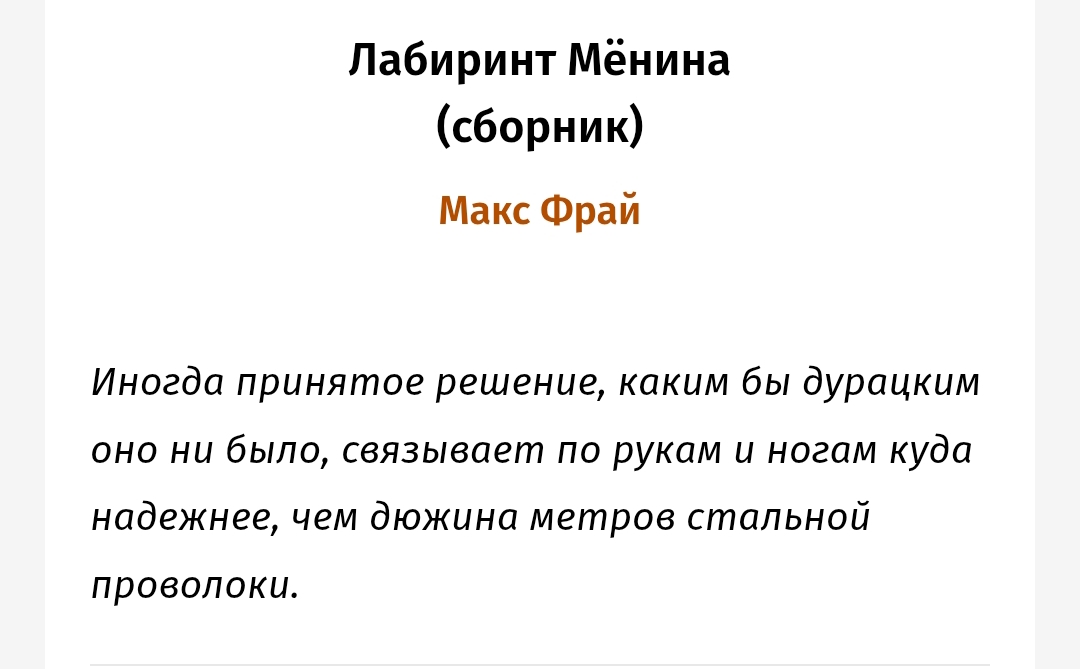 Лабиринт Мёнина
(сборник)
Макс Фрай
Иногда принятое решение, каким бы дурацким
оно ни было, связывает по рукам и ногам куда
надежнее, чем дюжина метров стальной
проволоки.